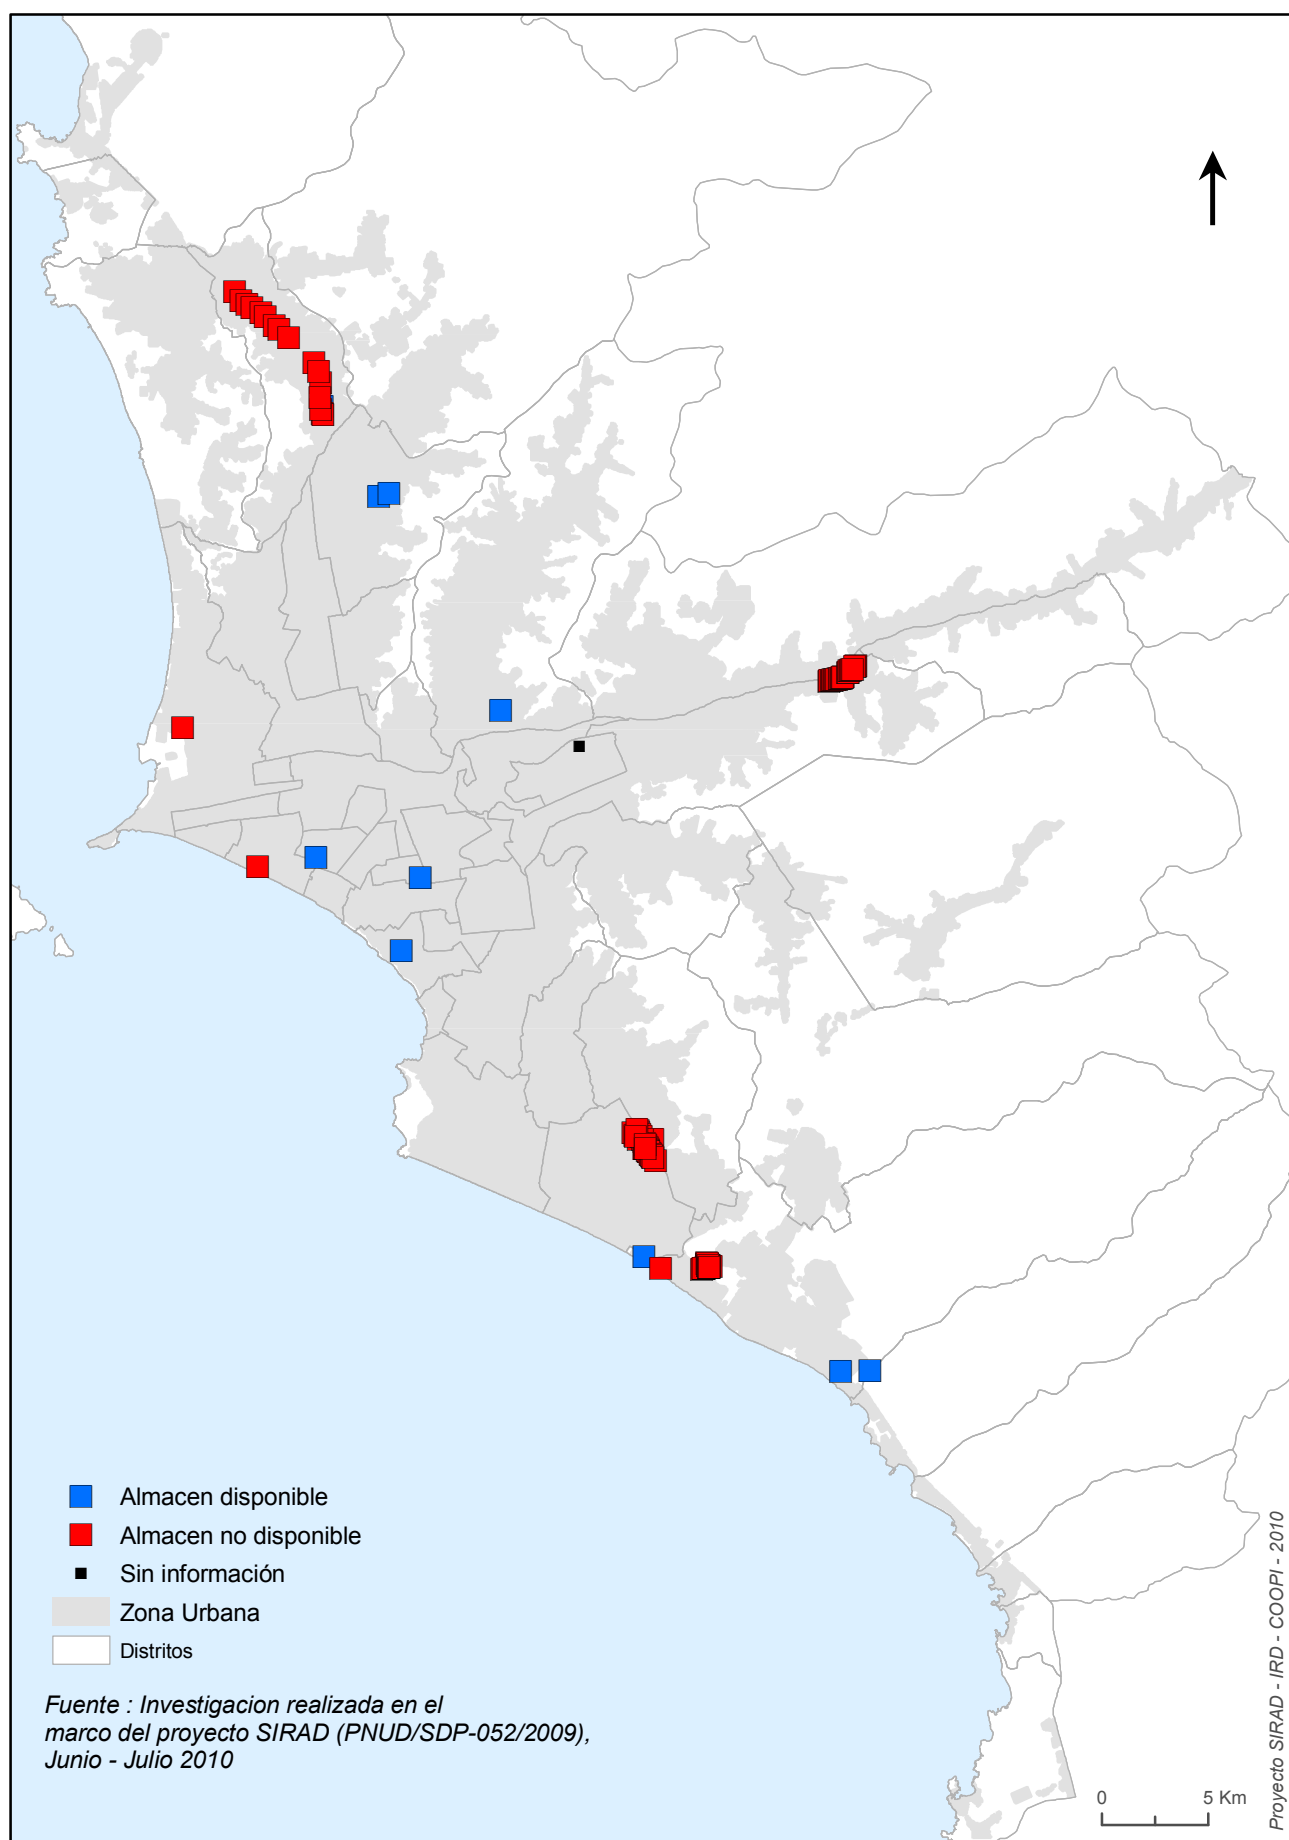 Almacen disponible
Almacen no disponible
Sin información
Zona Urbana
Distritos
Fuente : Investigacion realizada en el
marco del proyecto SIRAD (PNUD/SDP-052/2009),
Junio - Julio 2010
0 5 Km
Proyecto SIRAD - IRD - COOPI - 2010